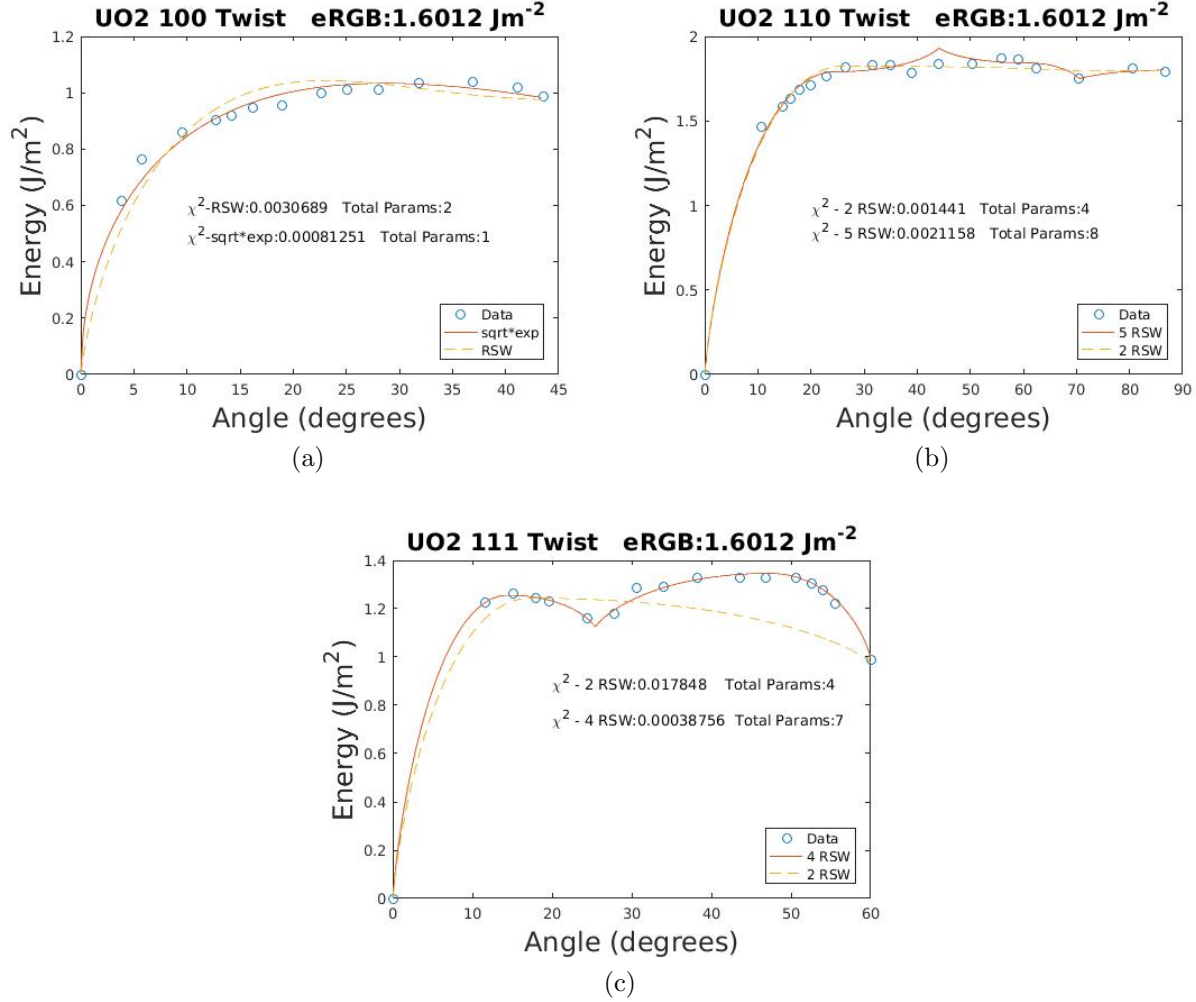 UO2 100 Twist eRGB:1.6012 Jm-2
Energy (J/m2)
1.2
1
0.8
0.6
0.4
0.2
0
χ2-RSW:0.0030689 Total Params:2
χ2-sqrt*exp:0.00081251 Total Params:1
Data
sqrt*exp
RSW
0 5 10 15 20 25 30 35 40 45
Angle (degrees)
(a)
UO2 110 Twist eRGB:1.6012 Jm-2
Energy (J/m2)
2
1.5
1
0.5
0
χ2 - 2 RSW:0.001441 Total Params:4
χ2 - 5 RSW:0.0021158 Total Params:8
Data
5 RSW
2 RSW
0 10 20 30 40 50 60 70 80 90
Angle (degrees)
(b)
UO2 111 Twist eRGB:1.6012 Jm-2
Energy (J/m2)
1.4
1.2
1
0.8
0.6
0.4
0.2
0
χ2 - 2 RSW:0.017848 Total Params:4
χ2 - 4 RSW:0.00038756 Total Params:7
Data
4 RSW
2 RSW
0 10 20 30 40 50 60
Angle (degrees)
(c)